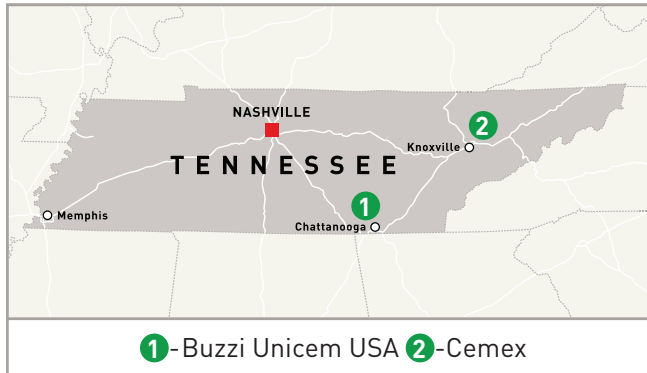 NASHVILLE
2
Knoxville
TENNESSEE
1
Memphis
Chattanooga
1-Buzzi Unicem USA 2-Cemex